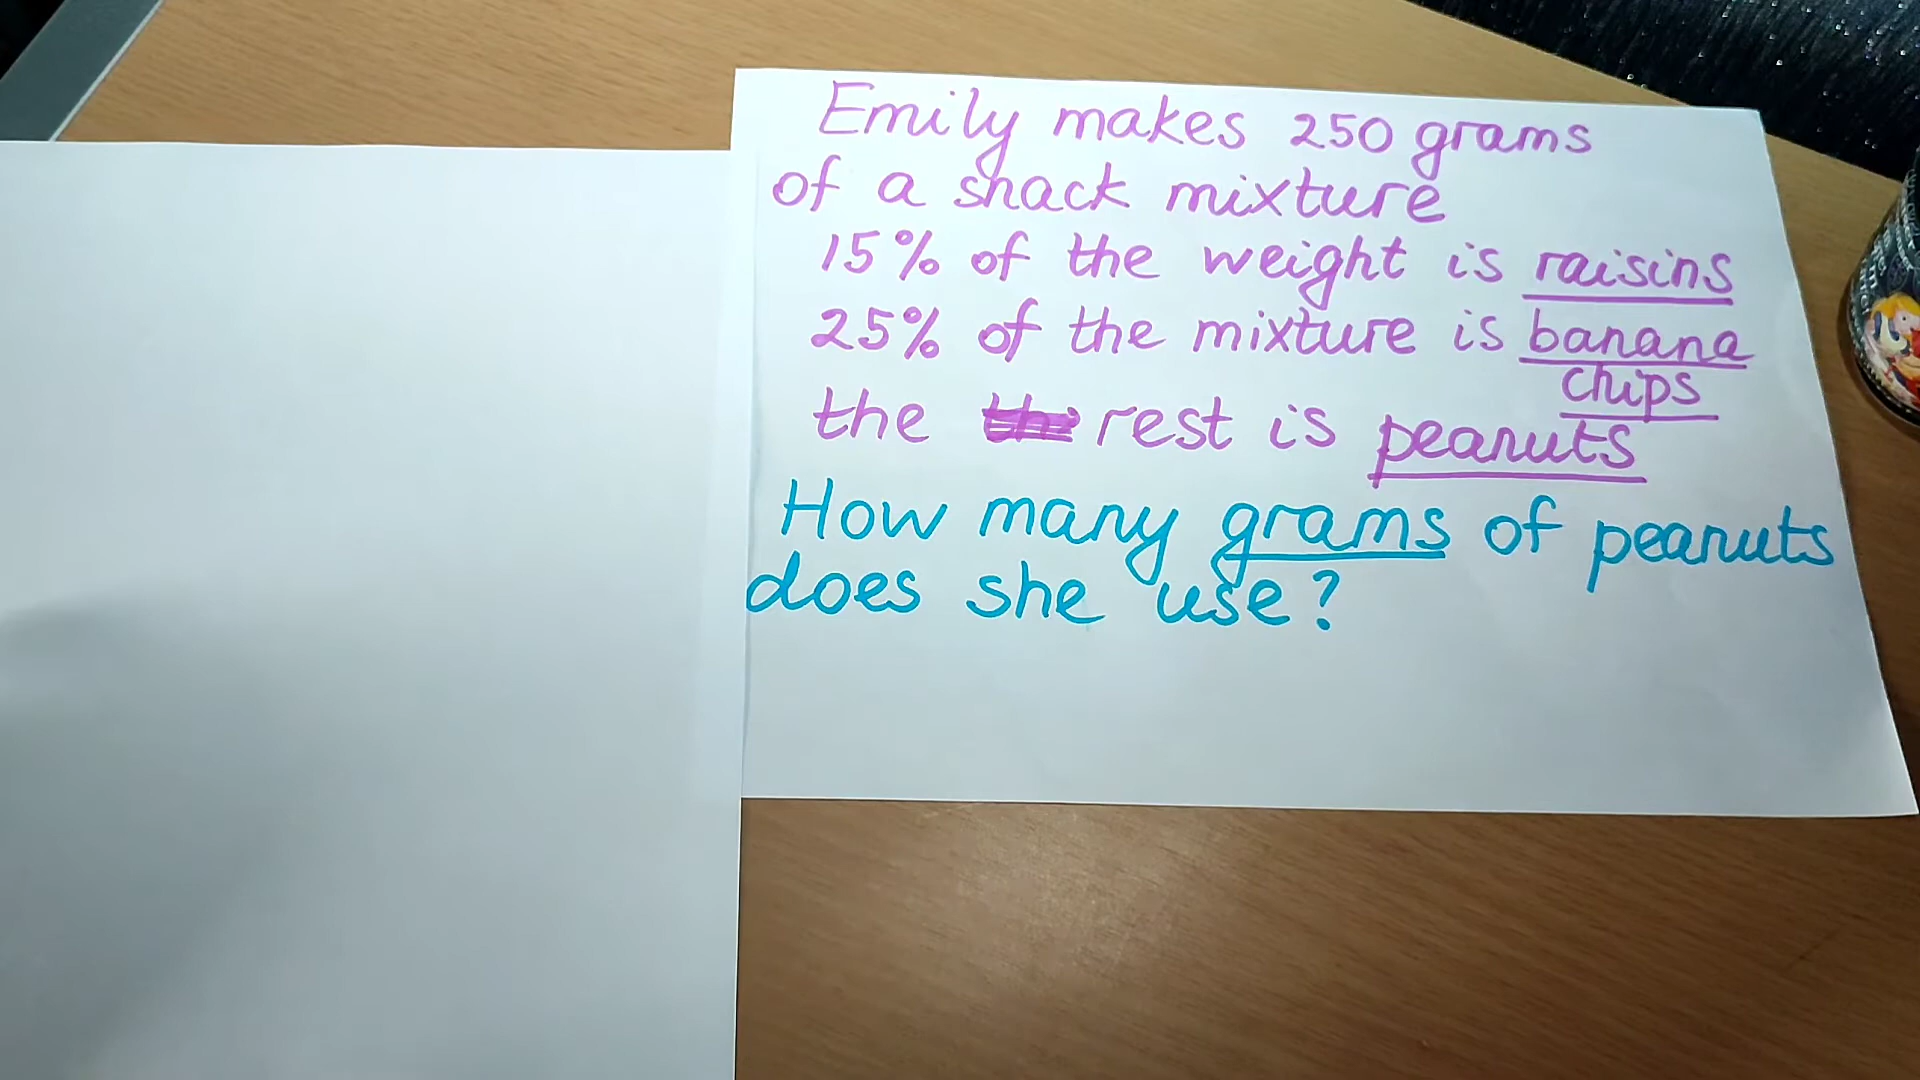 Emily makes 250 grams
of a snack mixture
15% of the weight is raisins
25% of the mixture is banana
chips
the rest is peanuts
How many grams of peanuts
does she use?